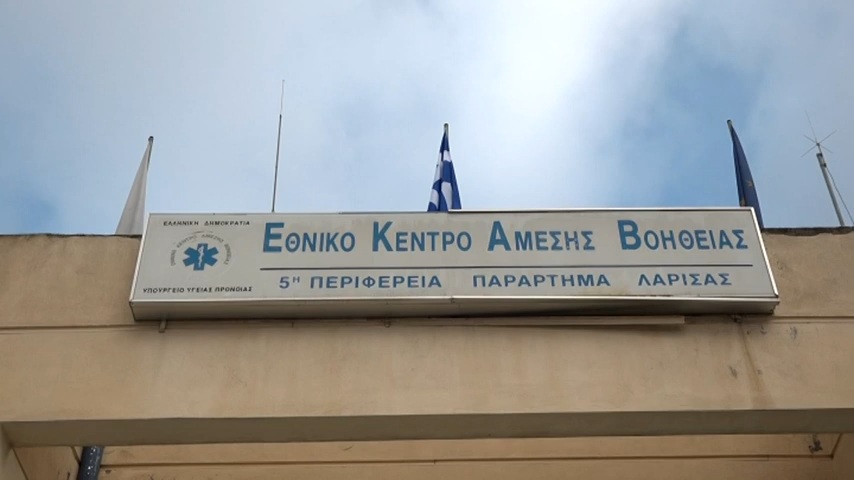 ΕΛΛΗΝΙΚΗ ΔΗΜΟΚΡΑΤΙΑ
ΥΠΟΥΡΓΕΙΟ ΥΓΕΙΑΣ ΠΡΟΝΟΙΑΣ
ΕΘΝΙΚΟ ΚΕΝΤΡΟ ΑΜΕΣΗΣ ΒΟΗΘΕΙΑΣ
5Η ΠΕΡΙΦΕΡΕΙΑ ΠΑΡΑΡΤΗΜΑ ΛΑΡΙΣΑΣ